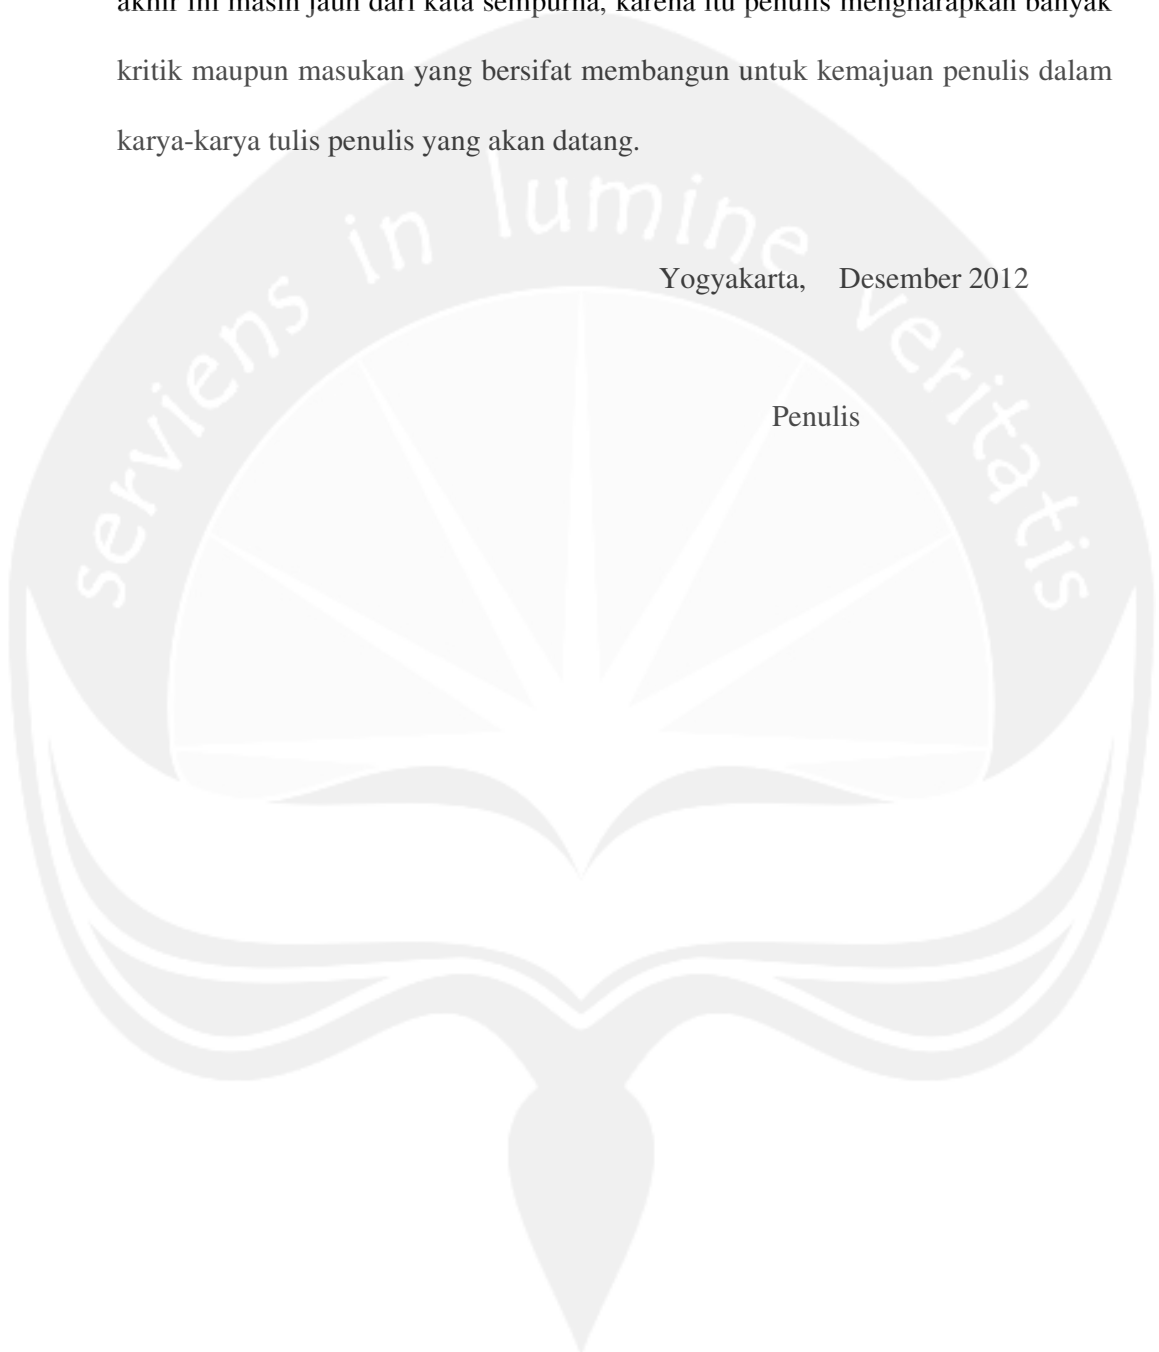 akhir ini masih jauh dari kata sempurna, karena itu penulis mengharapkan banyak
kritik maupun masukan yang bersifat membangun untuk kemajuan penulis dalam
karya-karya tulis penulis yang akan datang.
serviens in lumine veritatis
Yogyakarta, Desember 2012
Penulis